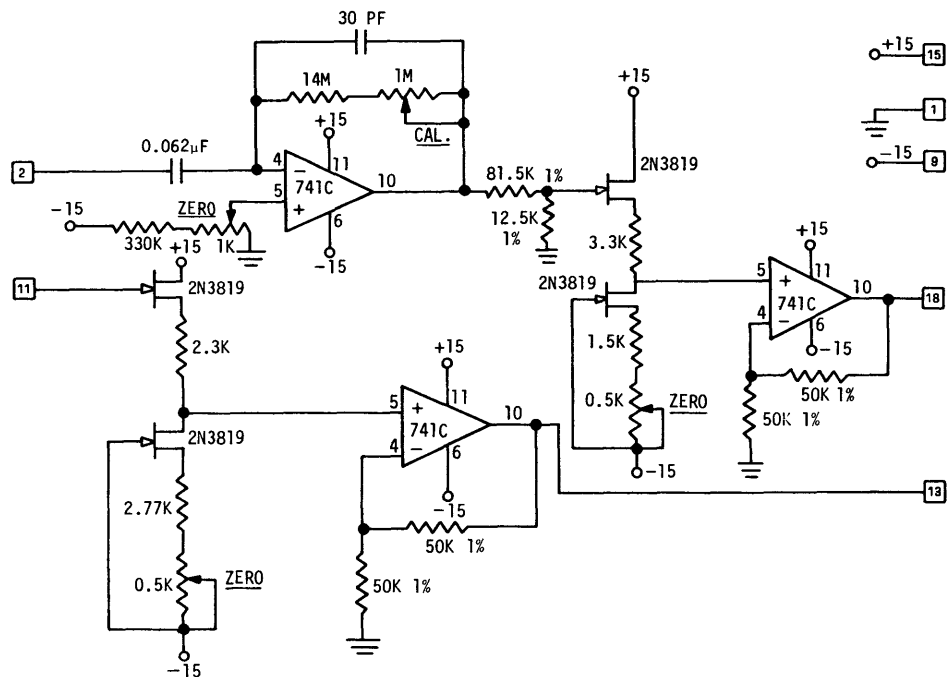 30 PF
14M
1M
CAL.
+15
15
1
-15
9
+15
2N3819
0.062μF
2
4
-
+15
11
741C
10
5
+
6
-15
ZERO
-15
330K
1K
81.5K 1%
12.5K
1%
3.3K
+15
11
2N3819
2.3K
2N3819
1.5K
0.5K
ZERO
-15
+15
5
+
11
10
18
741C
4
-
6
-15
50K 1%
50K 1%
+15
5
+
11
10
741C
4
-
6
-15
13
2N3819
2.77K
0.5K
ZERO
-15
50K 1%
50K 1%